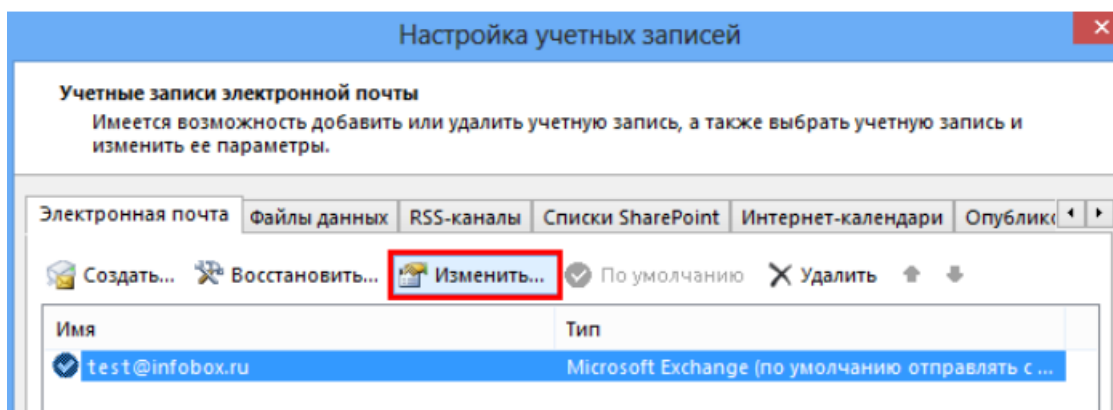 Настройка учетных записей
Учетные записи электронной почты
Имеется возможность добавить или удалить учетную запись, а также выбрать учетную запись и
изменить ее параметры.
Электронная почта Файлы данных RSS-каналы Списки SharePoint Интернет-календари
Создать... Восстановить... Изменить... По умолчанию Удалить
Имя Тип
test@infobox.ru Microsoft Exchange (по умолчанию отправлять с ...